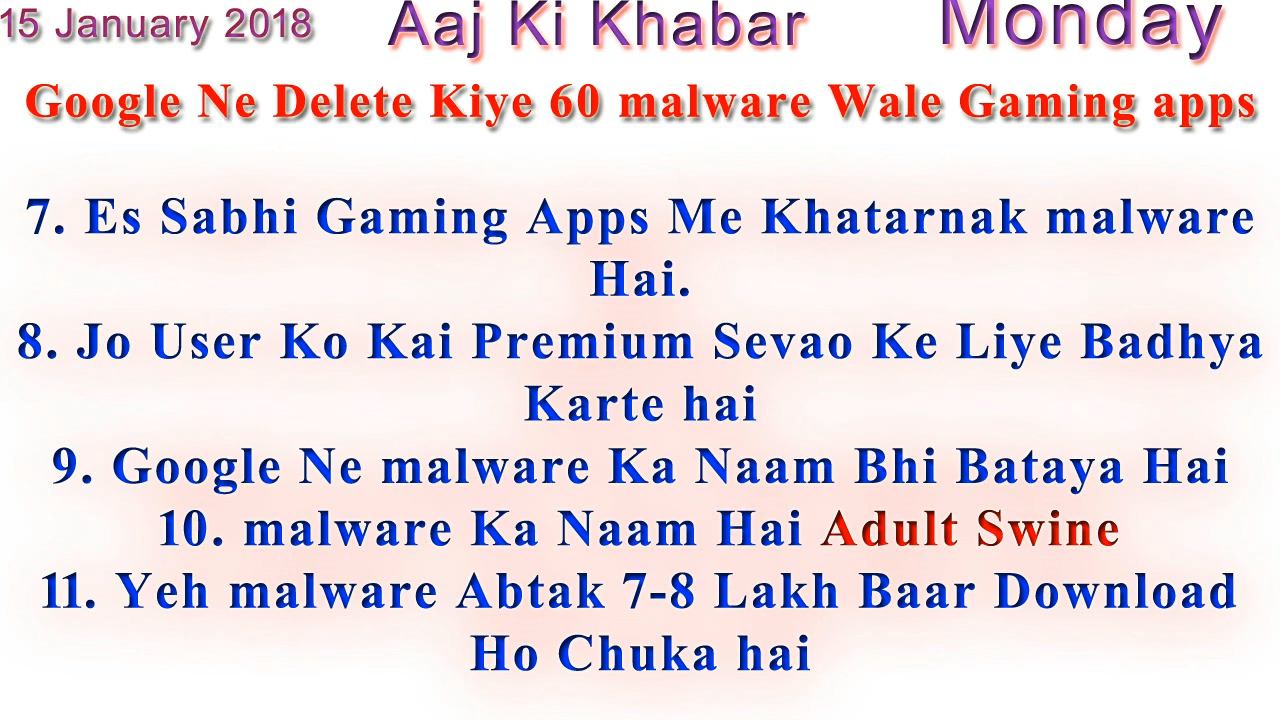 15 January 2018 Aaj Ki Khabar Monday
Google Ne Delete Kiye 60 malware Wale Gaming apps
7. Es Sabhi Gaming Apps Me Khatarnak malware
Hai.
8. Jo User Ko Kai Premium Sevao Ke Liye Badhya
Karte hai
9. Google Ne malware Ka Naam Bhi Bataya Hai
10. malware Ka Naam Hai Adult Swine
11. Yeh malware Abtak 7-8 Lakh Baar Download
Ho Chuka hai